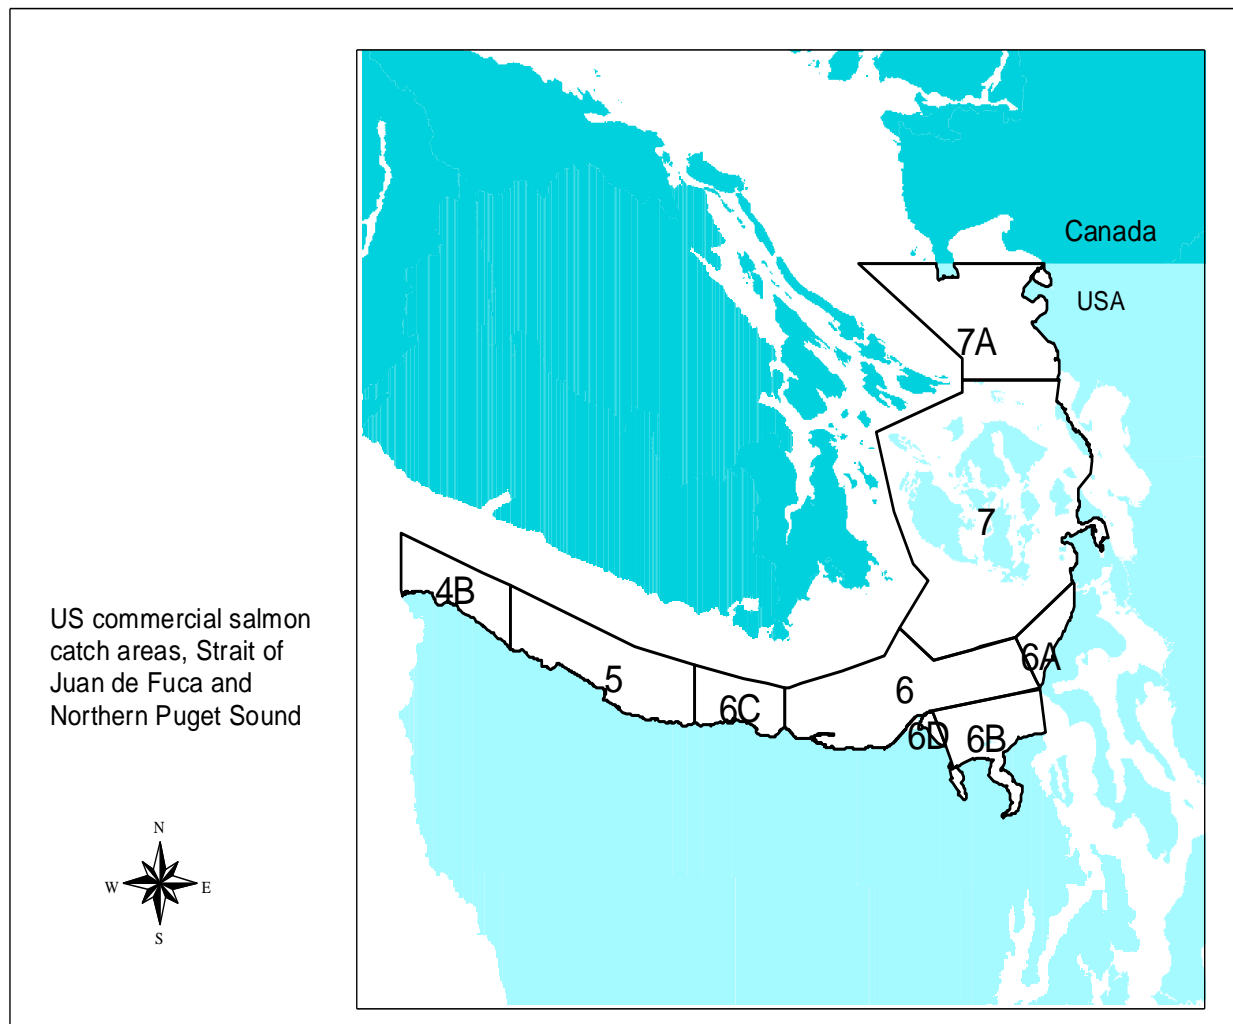 Canada
USA
7A
7
4B
5
6A
6
6C
6D
6B
US commercial salmon
catch areas, Strait of
Juan de Fuca and
Northern Puget Sound
N
W
E
S